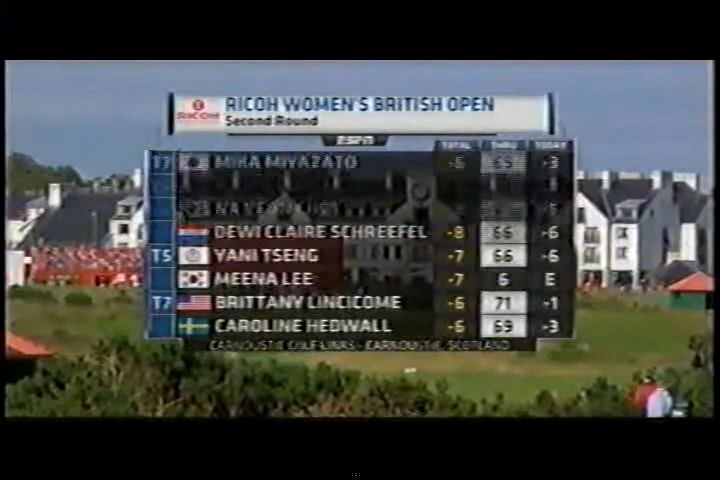 RICOH
RICOH WOMEN'S BRITISH OPEN
Second Round
ESPN
TOTAL THRU TODAY
T7 MIKA MIYAZATO -6 69 -3
DEWI CLAIRE SCHREEFEL -8 66 -6
T5 YANI TSENG -7 66 -6
MEENA LEE -7 6 E
T7 BRITTANY LINCICOME -6 71 -1
CAROLINE HEDWALL -6 69 -3
CARNOUSTIE GOLF LINKS - CARNOUSTIE, SCOTLAND